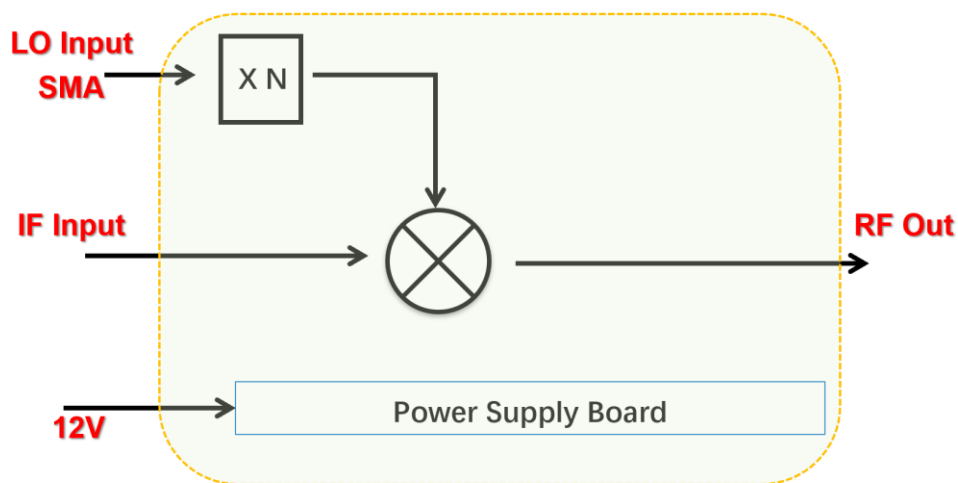 LO Input
SMA
X N
IF Input
RF Out
12V
Power Supply Board